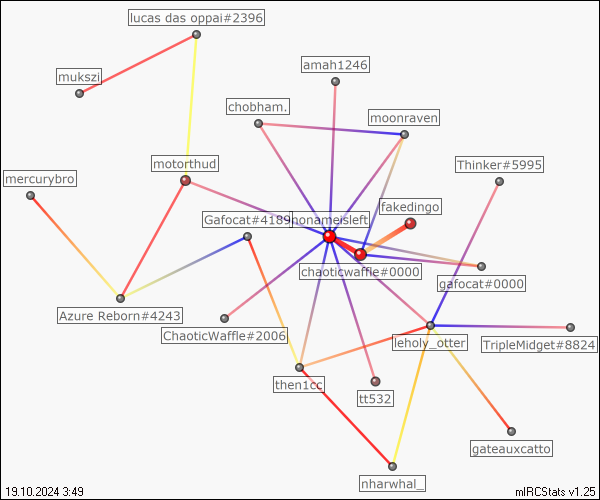 lucas das oppai#2396
amah1246
mukszi
chobham.
moonraven
motorthud
Thinker#5995
mercurybro
fakedingo
Gafocat#4189
nonameisleft
chaoticwaffle#0000
gafocat#0000
Azure Reborn#4243
ChaoticWaffle#2006
leholy_otter
TripleMidget#8824
then1cc
tt532
gateauxcatto
nharwhal_
19.10.2024 3:49
mIRCStats v1.25